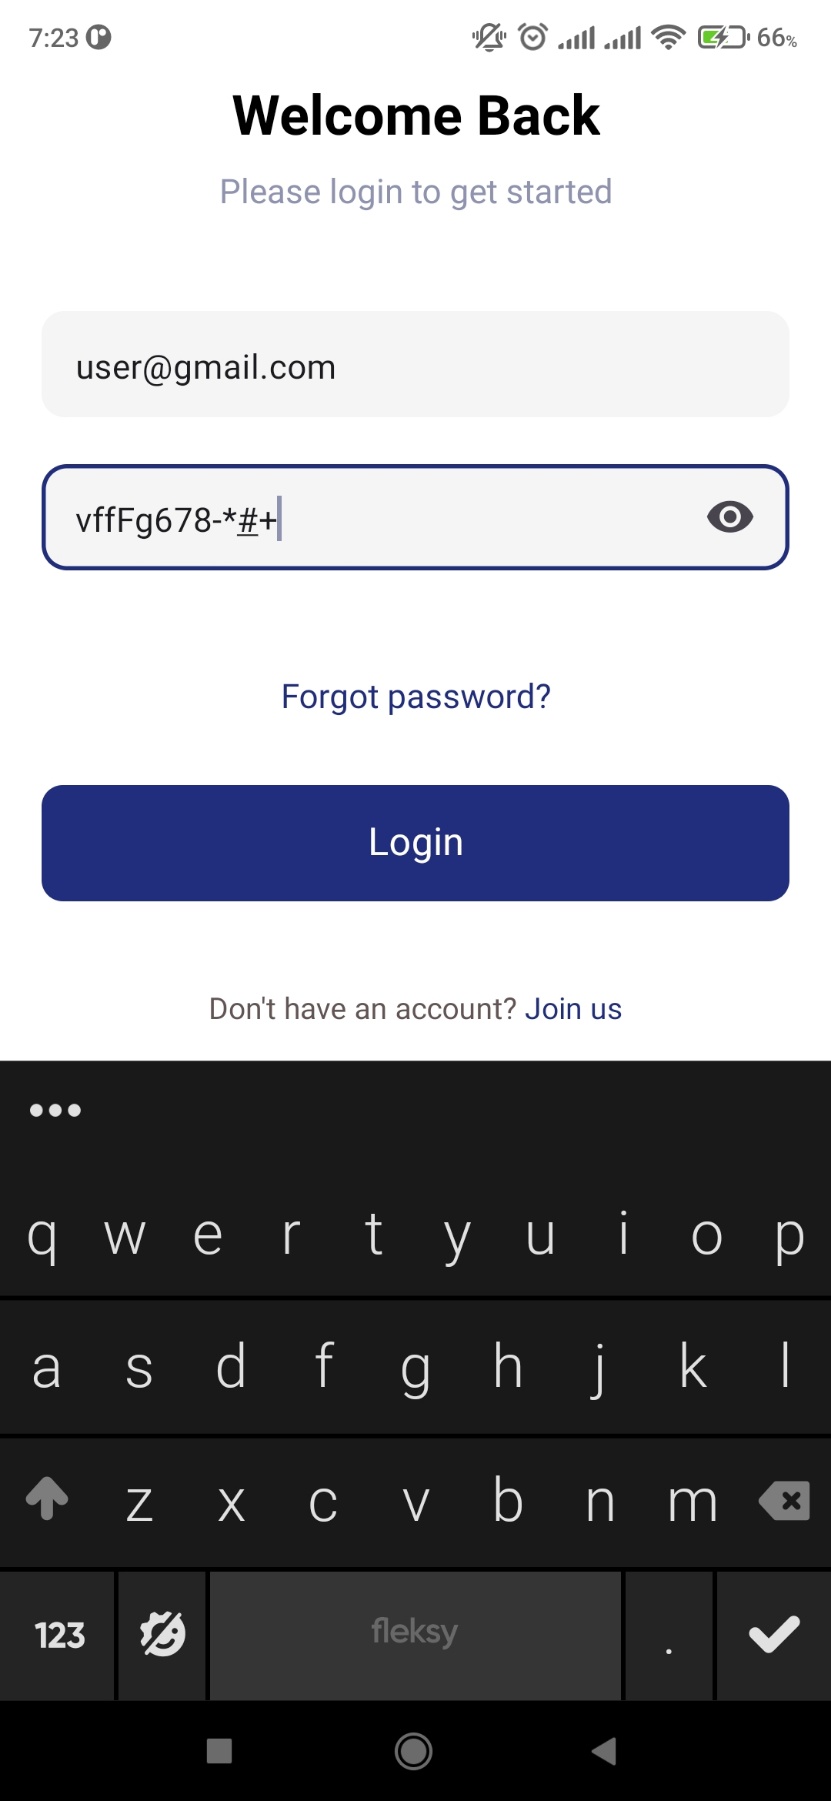 7:23 66%
Welcome Back
Please login to get started
user@gmail.com
vffFg678-*#+
Forgot password?
Login
Don't have an account? Join us
q w e r t y u i o p
a s d f g h j k l
z x c v b n m
123 fleksy .